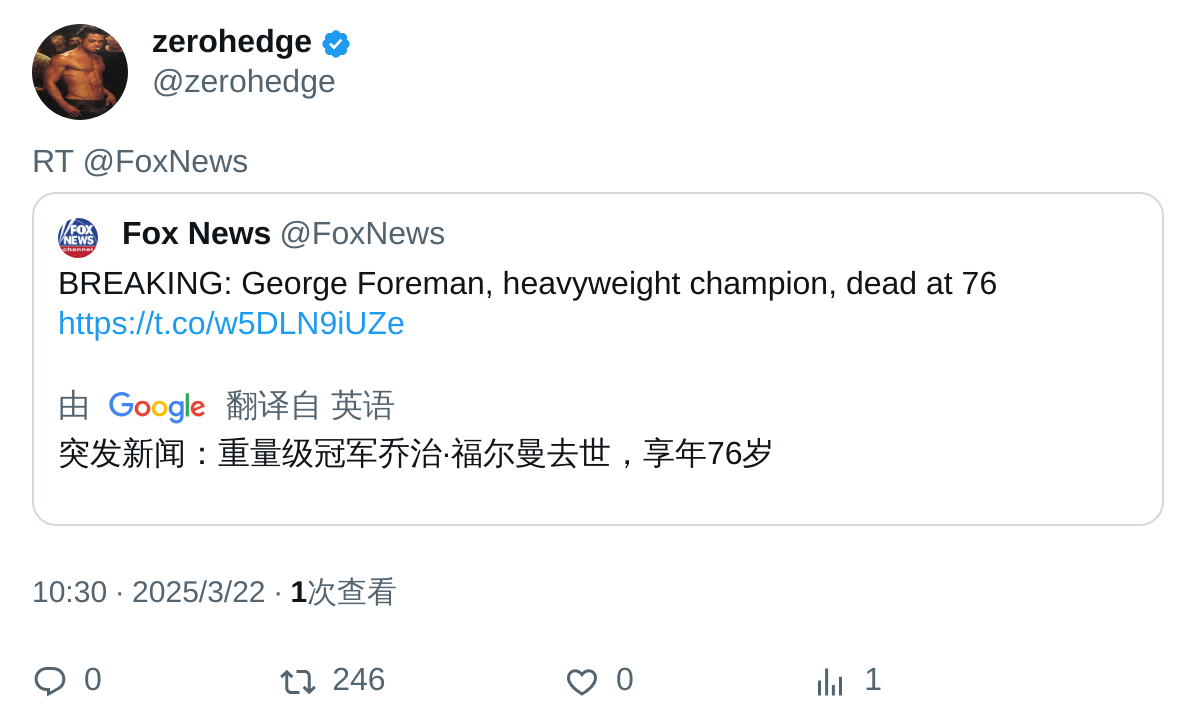 zerohedge
@zerohedge
RT @FoxNews
FOX NEWS channel
Fox News @FoxNews
BREAKING: George Foreman, heavyweight champion, dead at 76
https://t.co/w5DLN9iUZe
由 Google 翻译自 英语
突发新闻：重量级冠军乔治·福尔曼去世，享年76岁
10:30 · 2025/3/22 · 1次查看
0 246 0 1